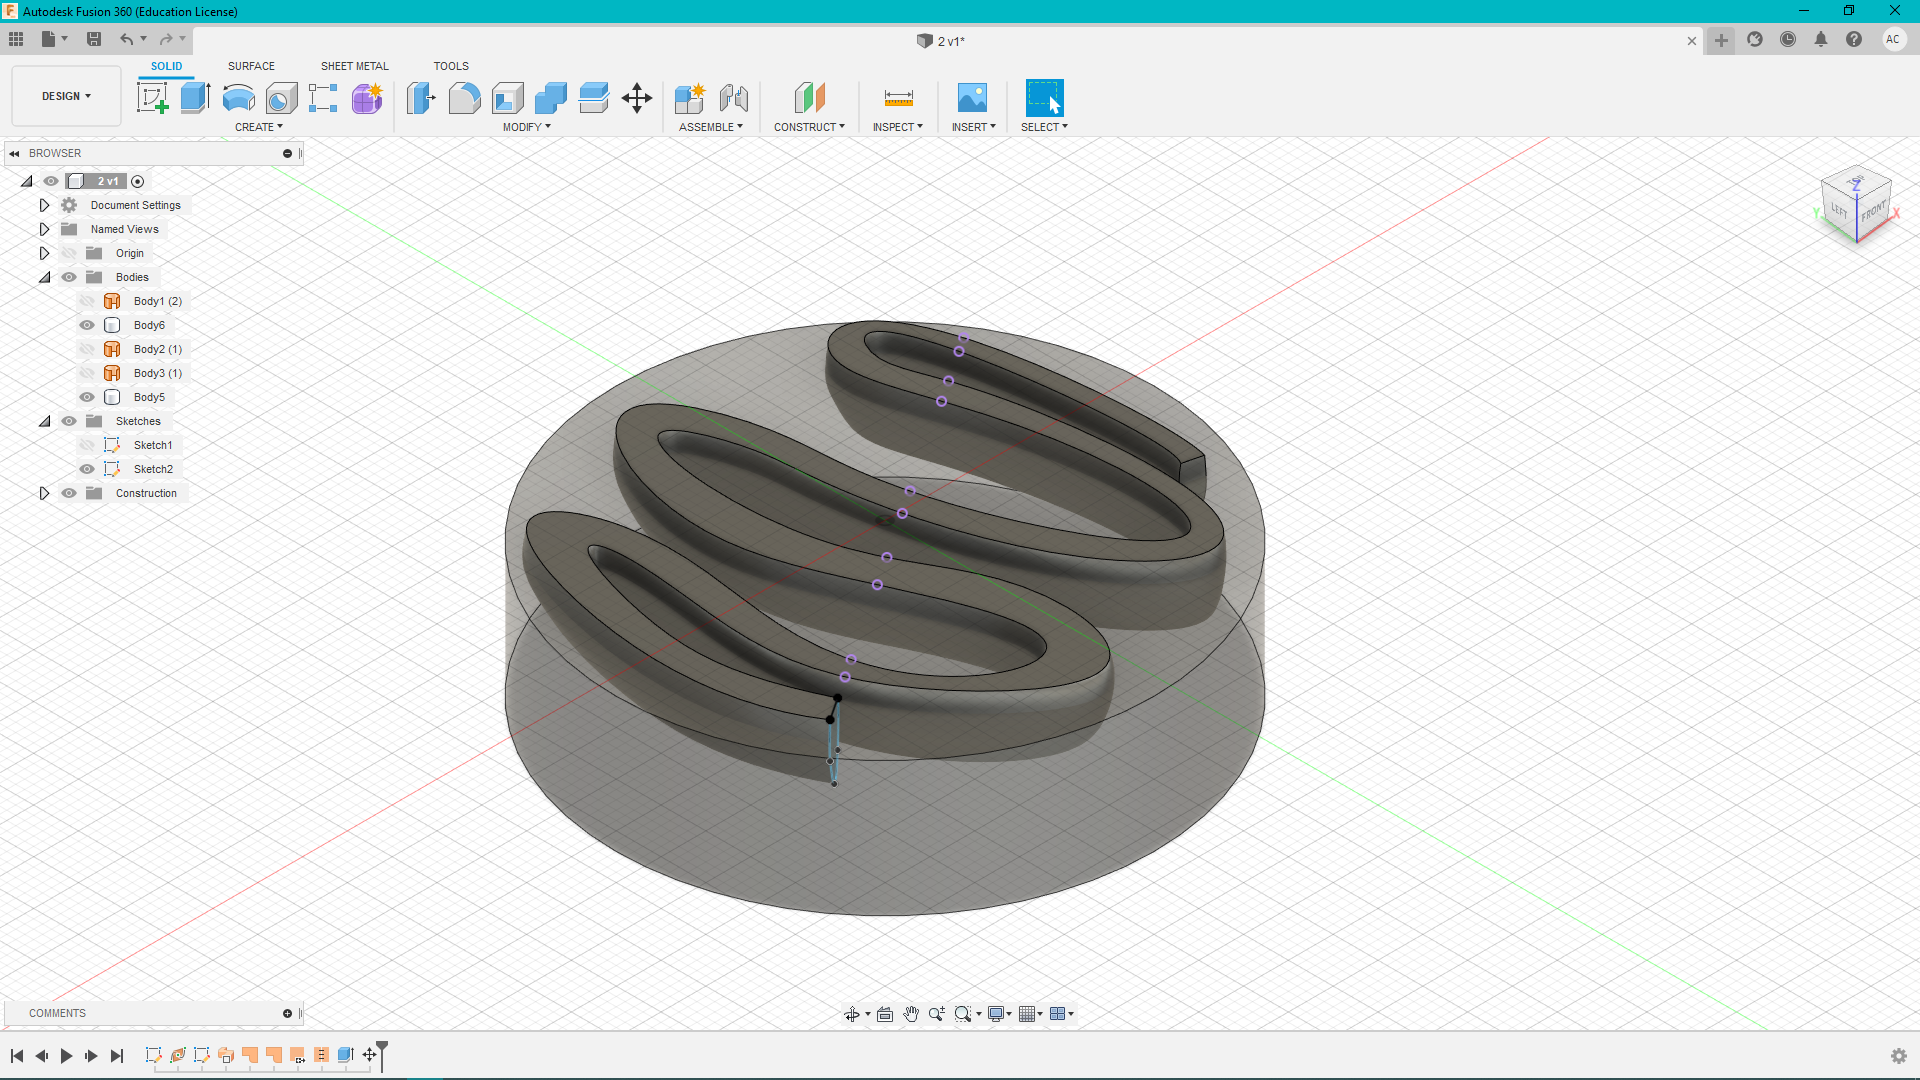 Autodesk Fusion 360 (Education License)
2 v1*
AC
DESIGN
SOLID
SURFACE
SHEET METAL
TOOLS
CREATE
MODIFY
ASSEMBLE
CONSTRUCT
INSPECT
INSERT
SELECT
BROWSER
2 v1
Document Settings
Named Views
Origin
Bodies
Body1 (2)
Body6
Body2 (1)
Body3 (1)
Body5
Sketches
Sketch1
Sketch2
Construction
TOP
Z
Y
LEFT
FRONT
X
COMMENTS